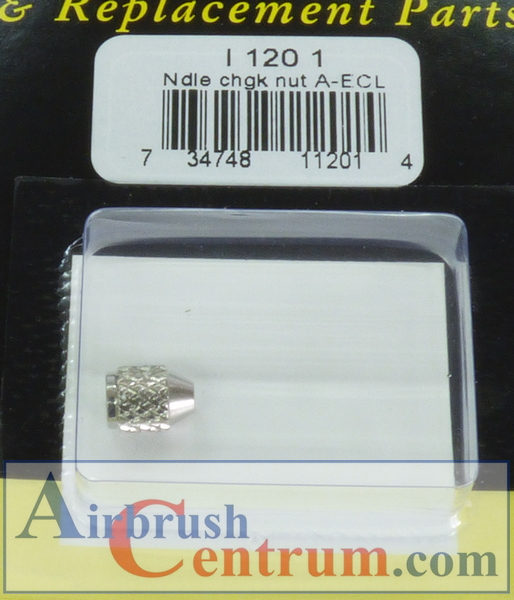 & Replacement Parts
I 120 1
Ndle chgk nut A-ECL
7 34748 11201 4
Airbrush
Centrum.com